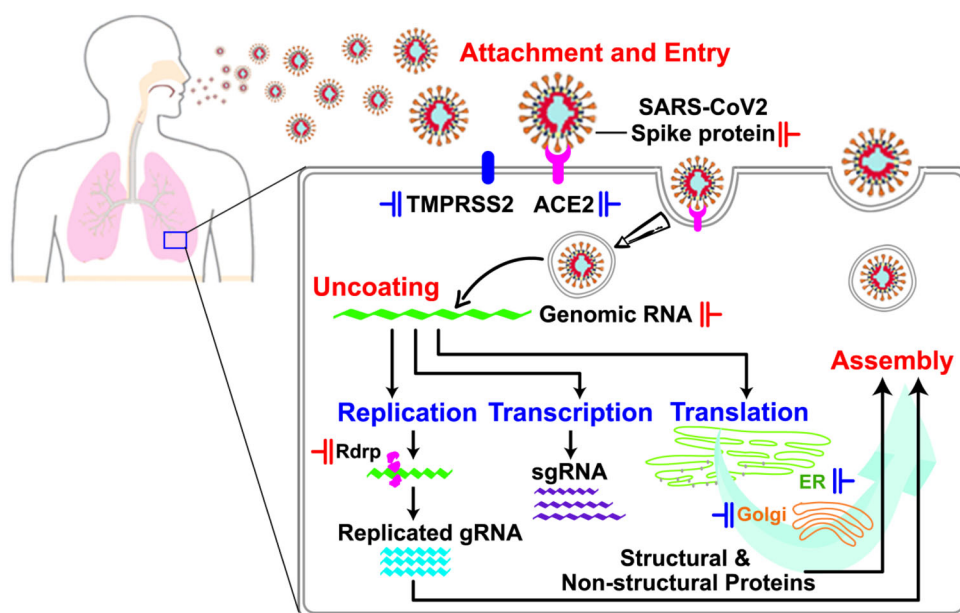 Attachment and Entry
SARS-CoV2
Spike protein
TMPRSS2
ACE2
Uncoating
Genomic RNA
Assembly
Replication
Transcription
Translation
Rdrp
sgRNA
ER
Golgi
Replicated gRNA
Structural &
Non-structural Proteins